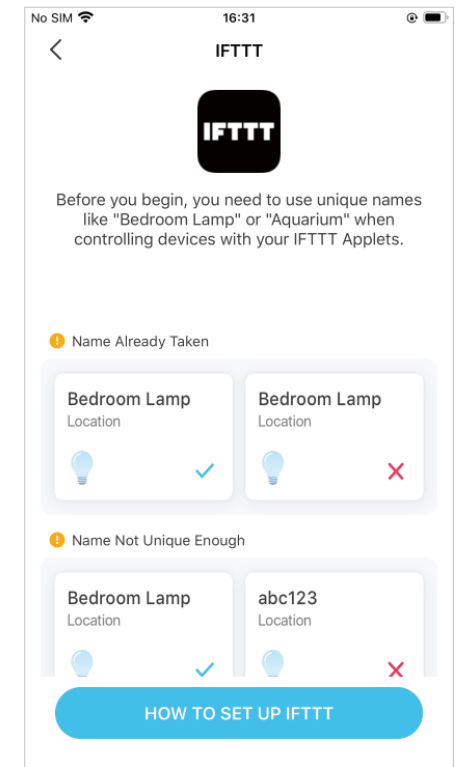 No SIM 16:31
IFTTT
IFTTT
Before you begin, you need to use unique names
like "Bedroom Lamp" or "Aquarium" when
controlling devices with your IFTTT Applets.
Name Already Taken
Bedroom Lamp Bedroom Lamp
Location Location
Name Not Unique Enough
Bedroom Lamp abc123
Location Location
HOW TO SET UP IFTTT